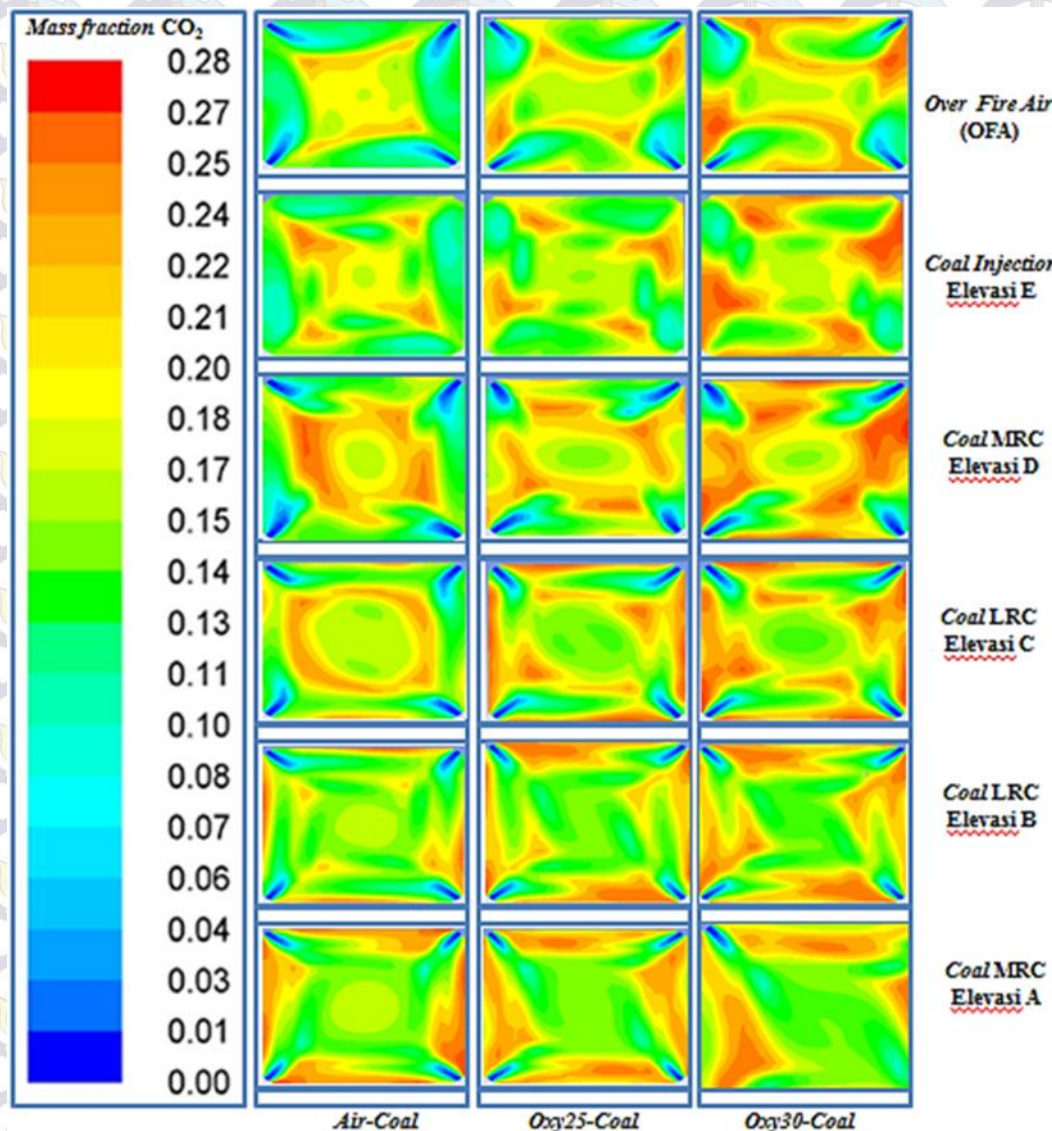 Mass fraction CO₂
0.28
0.27
0.25
0.24
0.22
0.21
0.20
0.18
0.17
0.15
0.14
0.13
0.11
0.10
0.08
0.07
0.06
0.04
0.03
0.01
0.00
Over Fire Air
(OFA)
Coal Injection
Elevasi E
Coal MRC
Elevasi D
Coal LRC
Elevasi C
Coal LRC
Elevasi B
Coal MRC
Elevasi A
Air-Coal
Oxy25-Coal
Oxy30-Coal